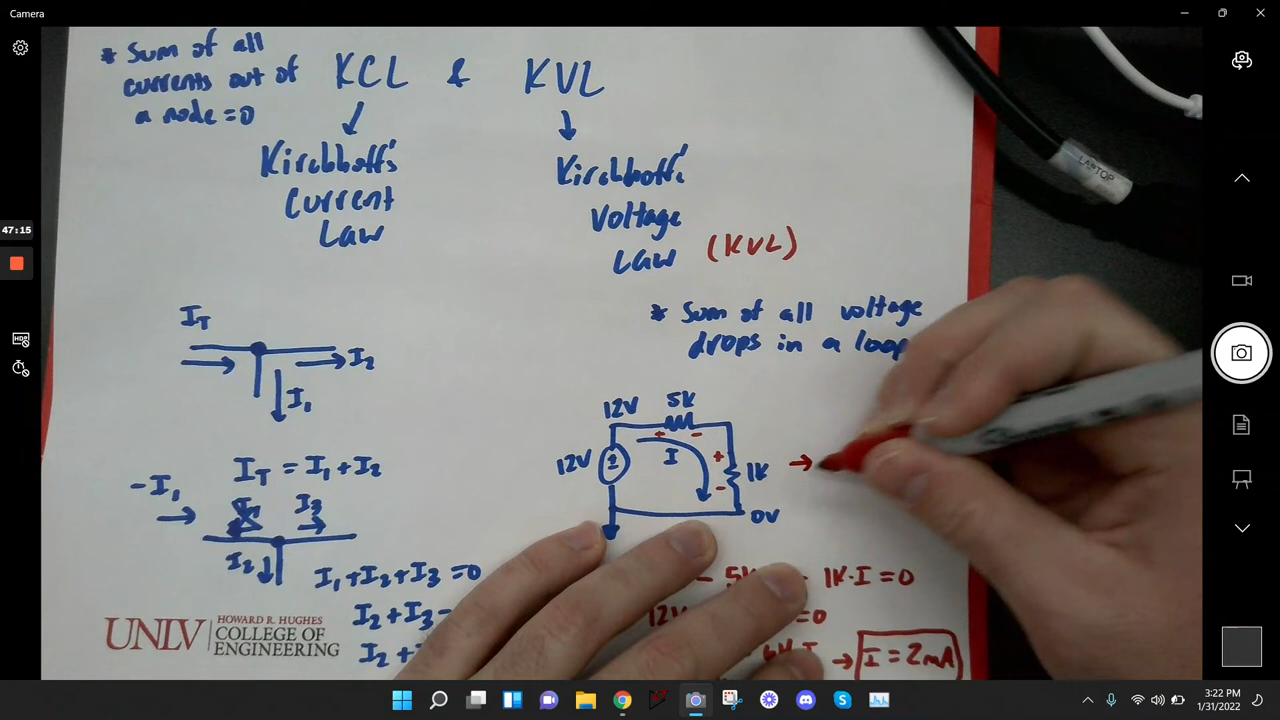 Camera
* Sum of all
currents out of
a node = 0
KCL & KVL
Kirchhoff's
Current
Law
Kirchhoff's
Voltage
Law (KVL)
LAPTOP
47:15
* Sum of all voltage
drops in a loop
IT
I2
I1
IT = I1 + I2
-I1
I3
I2
I1 + I2 + I3 = 0
I2 + I3 =
12V
5K
+ -
12V
I
+
-
1K
0V
1K·I = 0
12V
= 0
→ I = 2mA
UNLV
HOWARD R. HUGHES
COLLEGE OF
ENGINEERING
3:22 PM
1/31/2022